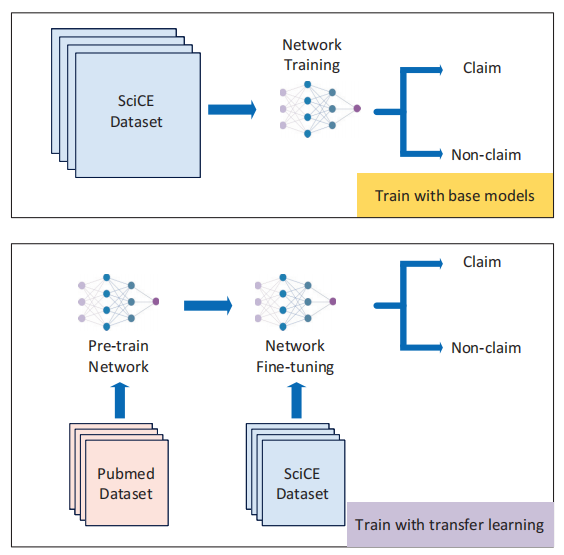 Network
Training
SciCE
Dataset
Claim
Non-claim
Train with base models
Claim
Non-claim
Pre-train
Network
Network
Fine-tuning
Pubmed
Dataset
SciCE
Dataset
Train with transfer learning